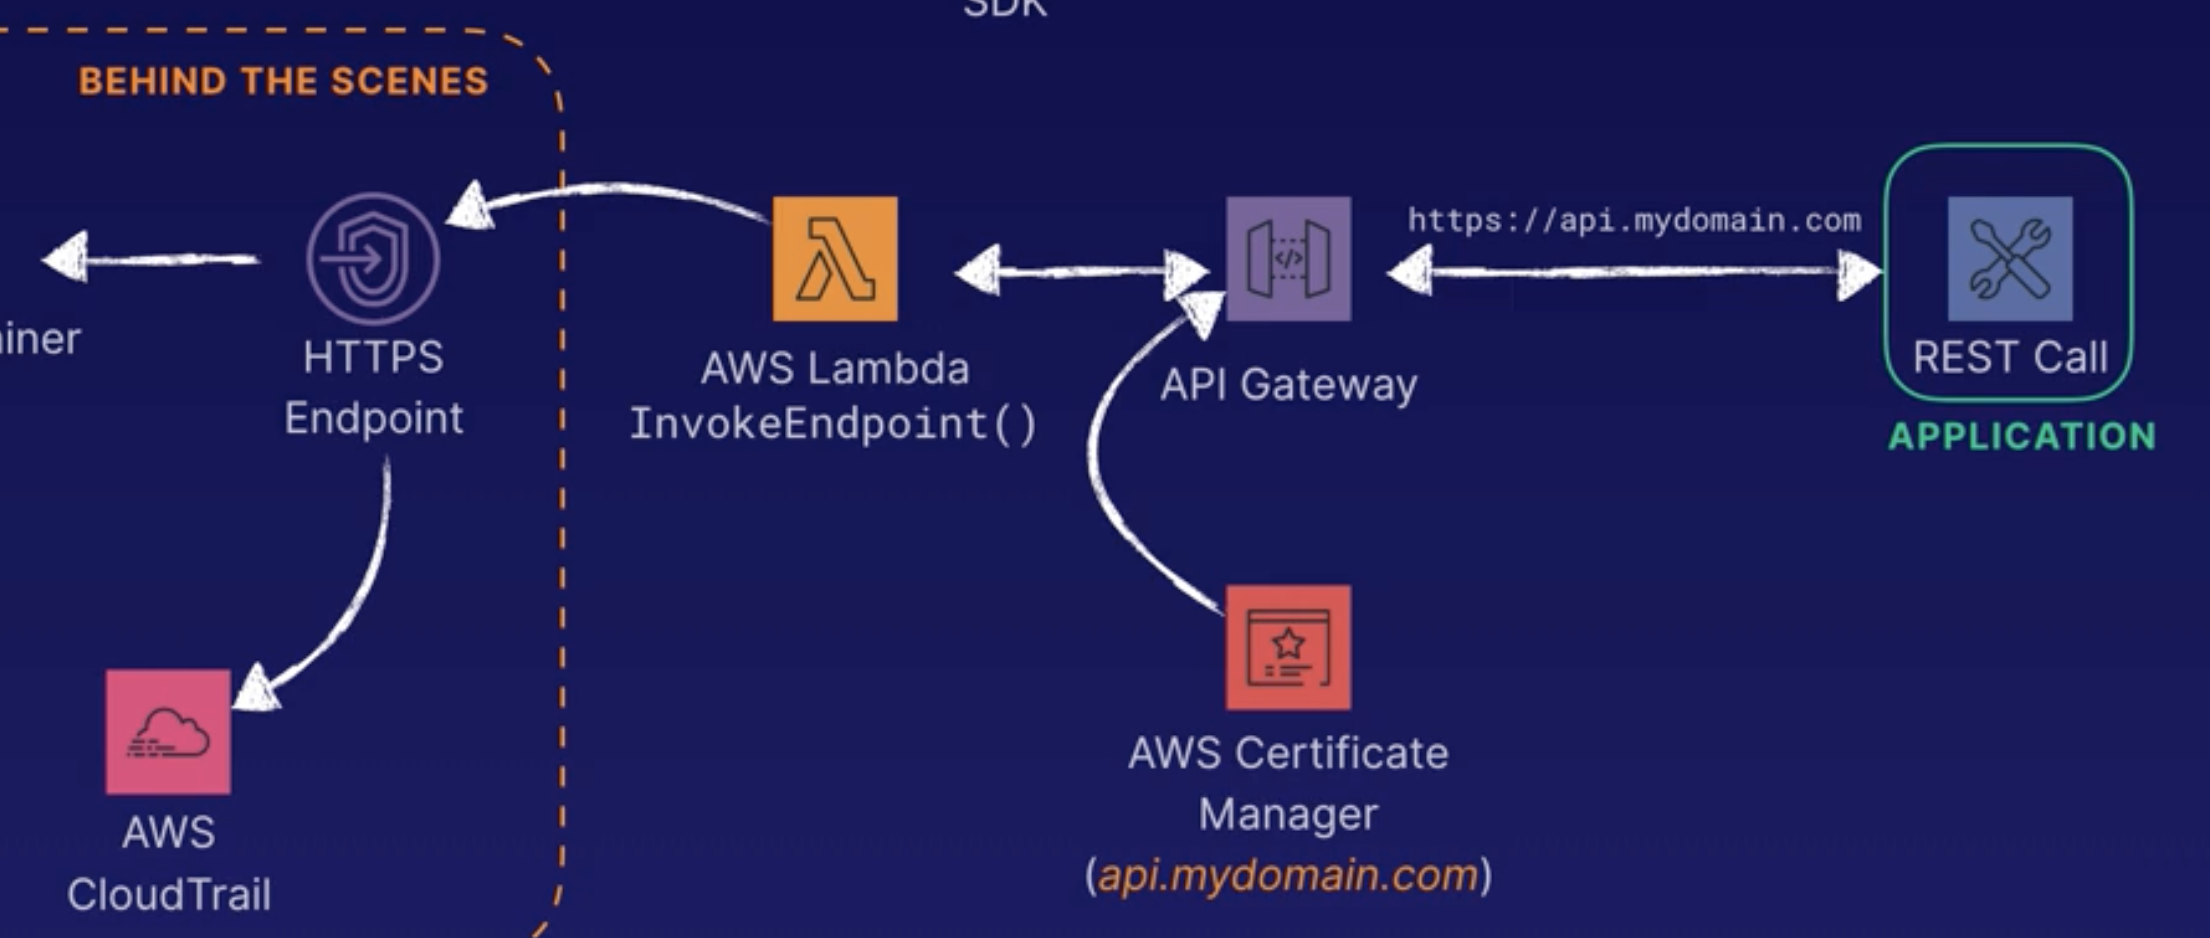 SDK
BEHIND THE SCENES
https://api.mydomain.com
HTTPS
Endpoint
AWS Lambda
InvokeEndpoint()
API Gateway
</>
REST Call
APPLICATION
AWS Certificate
Manager
(api.mydomain.com)
AWS
CloudTrail